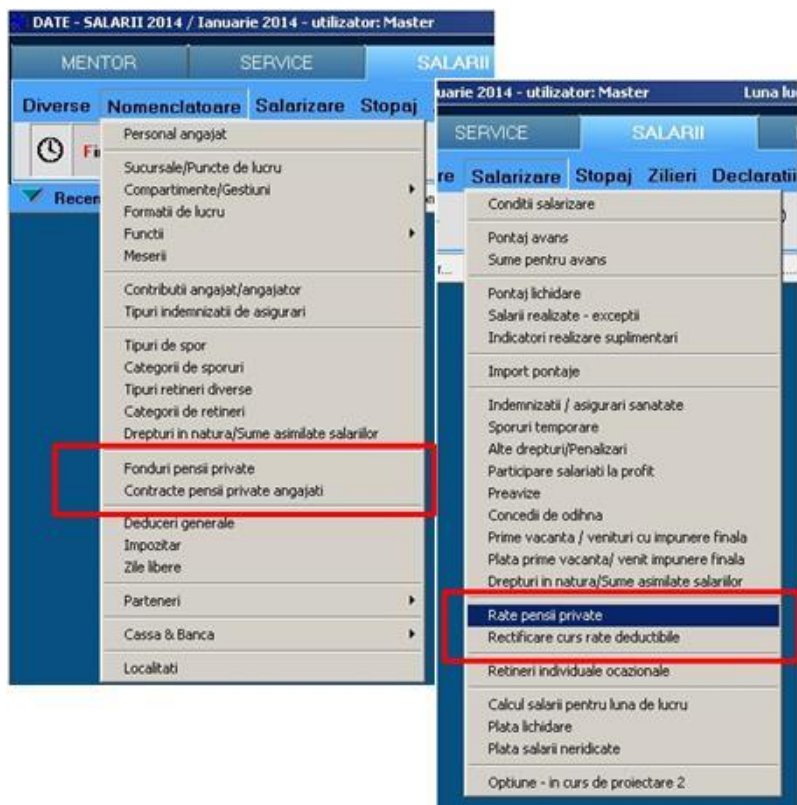 DATE - SALARII 2014 / Ianuarie 2014 - utilizator: Master
MENTOR SERVICE SALARII
Diverse Nomenclatoare Salarizare Stopaj
Fi
Recen
Personal angajat
Sucursale/Puncte de lucru
Compartimente/Gestiuni
Formatii de lucru
Functii
Meserii
Contributii angajat/angajator
Tipuri indemnizatii de asigurari
Tipuri de spor
Categorii de sporuri
Tipuri retineri diverse
Categorii de retineri
Drepturi in natura/Sume asimilate salariilor
Fonduri pensii private
Contracte pensii private angajati
Deduceri generale
Impozitar
Zile libere
Parteneri
Cassa & Banca
Localitati
uarie 2014 - utilizator: Master Luna lu
SERVICE SALARII
re Salarizare Stopaj Zilieri Declaratii
r...
Conditii salarizare
Pontaj avans
Sume pentru avans
Pontaj lichidare
Salarii realizate - exceptii
Indicatori realizare suplimentari
Import pontaje
Indemnizatii / asigurari sanatate
Sporuri temporare
Alte drepturi/Penalizari
Participare salariati la profit
Preavize
Concedii de odihna
Prime vacanta / venituri cu impunere finala
Plata prime vacanta/ venit impunere finala
Drepturi in natura/Sume asimilate salariilor
Rate pensii private
Rectificare curs rate deductibile
Retineri individuale ocazionale
Calcul salarii pentru luna de lucru
Plata lichidare
Plata salarii neridicate
Optiune - in curs de proiectare 2